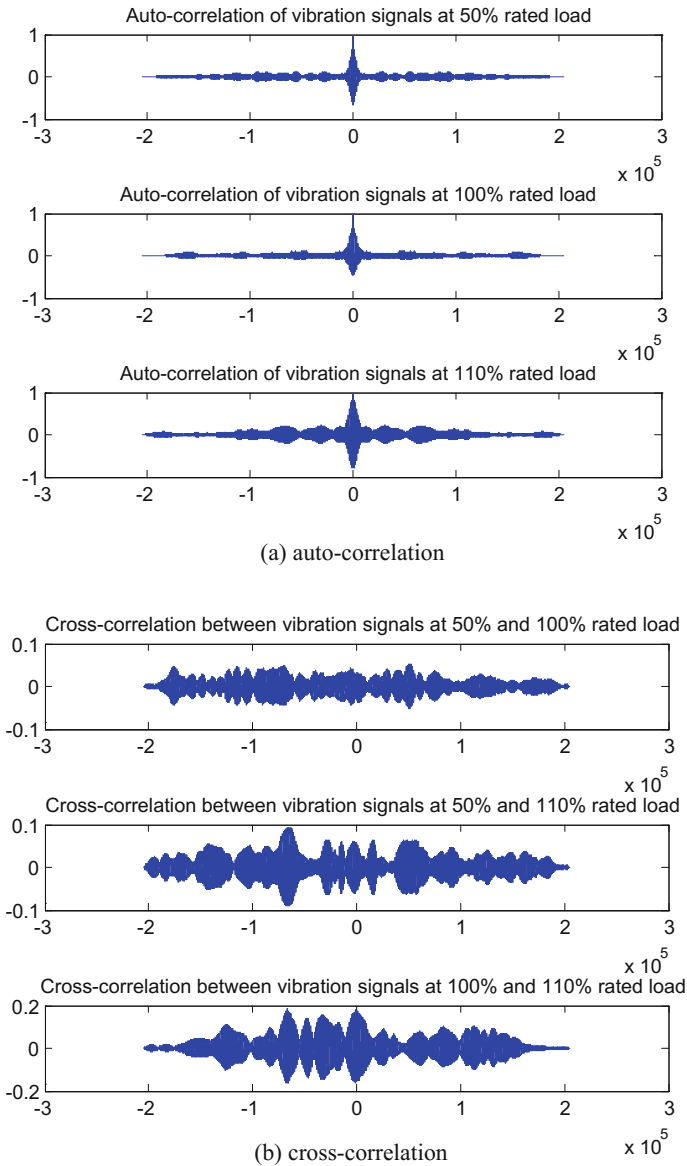 Auto-correlation of vibration signals at 50% rated load
1
0
-1
-3 -2 -1 0 1 2 3
x 10^5
Auto-correlation of vibration signals at 100% rated load
1
0
-1
-3 -2 -1 0 1 2 3
x 10^5
Auto-correlation of vibration signals at 110% rated load
1
0
-1
-3 -2 -1 0 1 2 3
x 10^5
(a) auto-correlation
Cross-correlation between vibration signals at 50% and 100% rated load
0.1
0
-0.1
-3 -2 -1 0 1 2 3
x 10^5
Cross-correlation between vibration signals at 50% and 110% rated load
0.1
0
-0.1
-3 -2 -1 0 1 2 3
x 10^5
Cross-correlation between vibration signals at 100% and 110% rated load
0.2
0
-0.2
-3 -2 -1 0 1 2 3
x 10^5
(b) cross-correlation